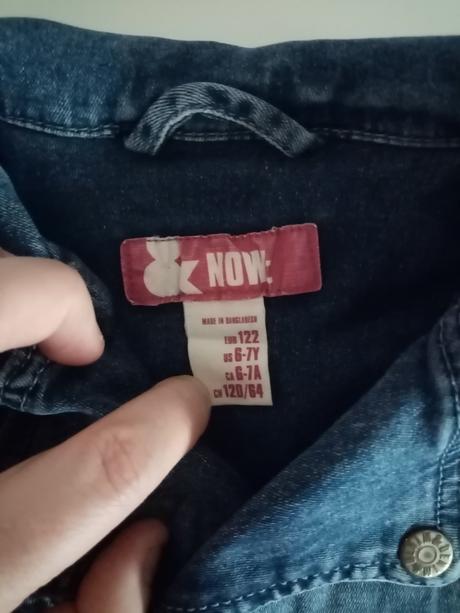 & NOW:
MADE IN BANGLADESH
EUR 122
US 6-7Y
CA 6-7A
CN 120/64